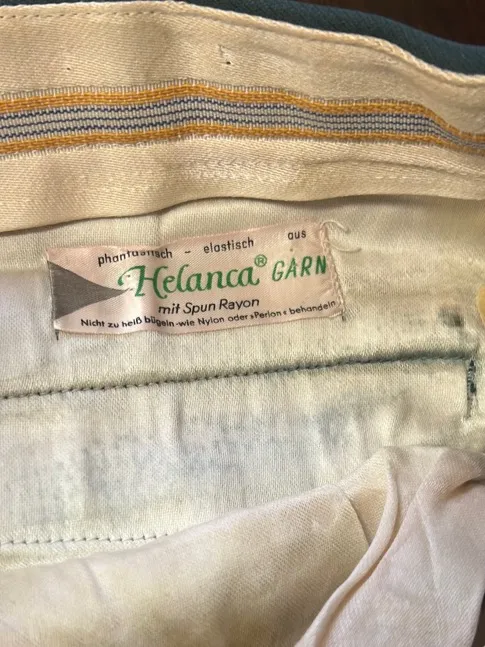 phantastisch - elastisch aus
Helanca® GARN
mit Spun Rayon
Nicht zu heiß bügeln-wie Nylon oder »Perlon« behandeln